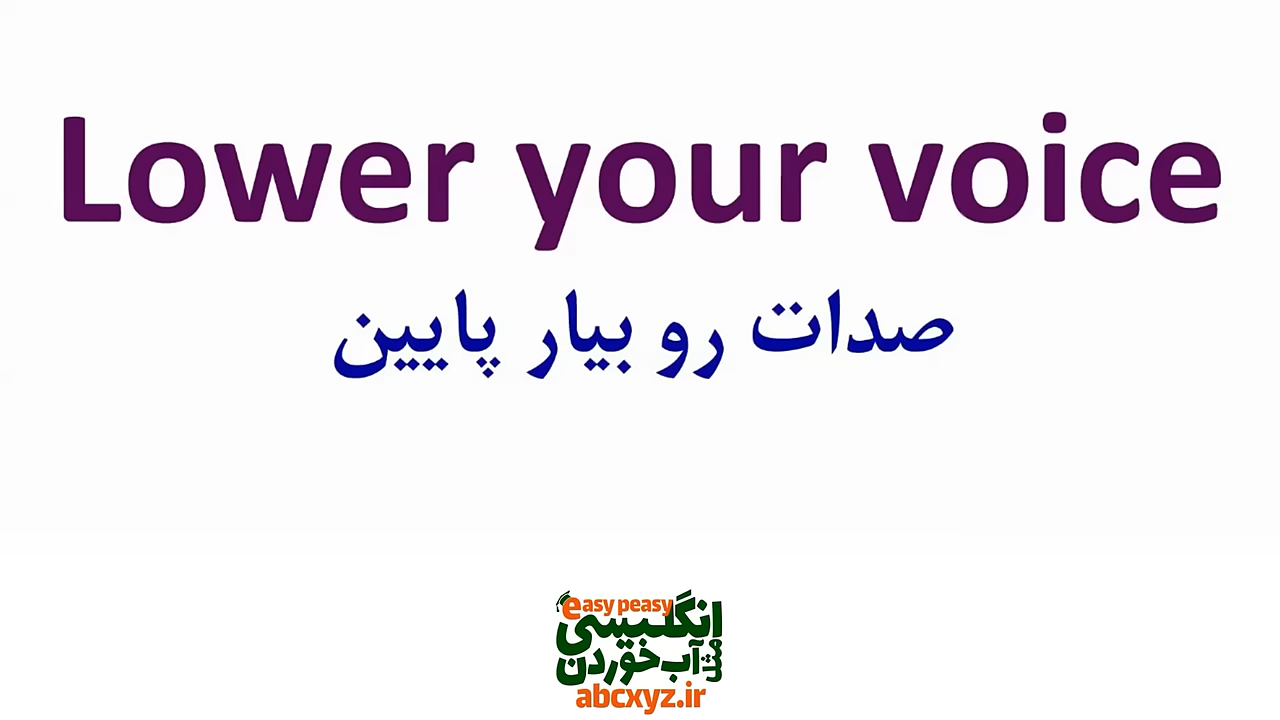 Lower your voice
صدات رو بیار پایین
easy peasy
انگلیسی
مثل آب خوردن
abcxyz.ir